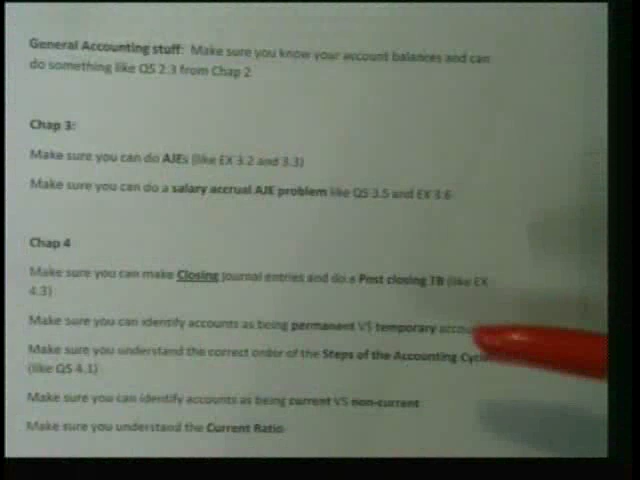 General Accounting stuff: Make sure you know your account balances and can
do something like QS 2.3 from Chap 2
Chap 3:
Make sure you can do AJEs (like EX 3.2 and 3.3)
Make sure you can do a salary accrual AJE problem like QS 3.5 and EX 3.6
Chap 4
Make sure you can make Closing Journal entries and do a Post closing TB (like EX
4.3)
Make sure you can identify accounts as being permanent VS temporary
Make sure you understand the correct order of the Steps of the Accounting
(like QS 4.1)
Make sure you can identify accounts as being current VS non-current
Make sure you understand the Current Ratio